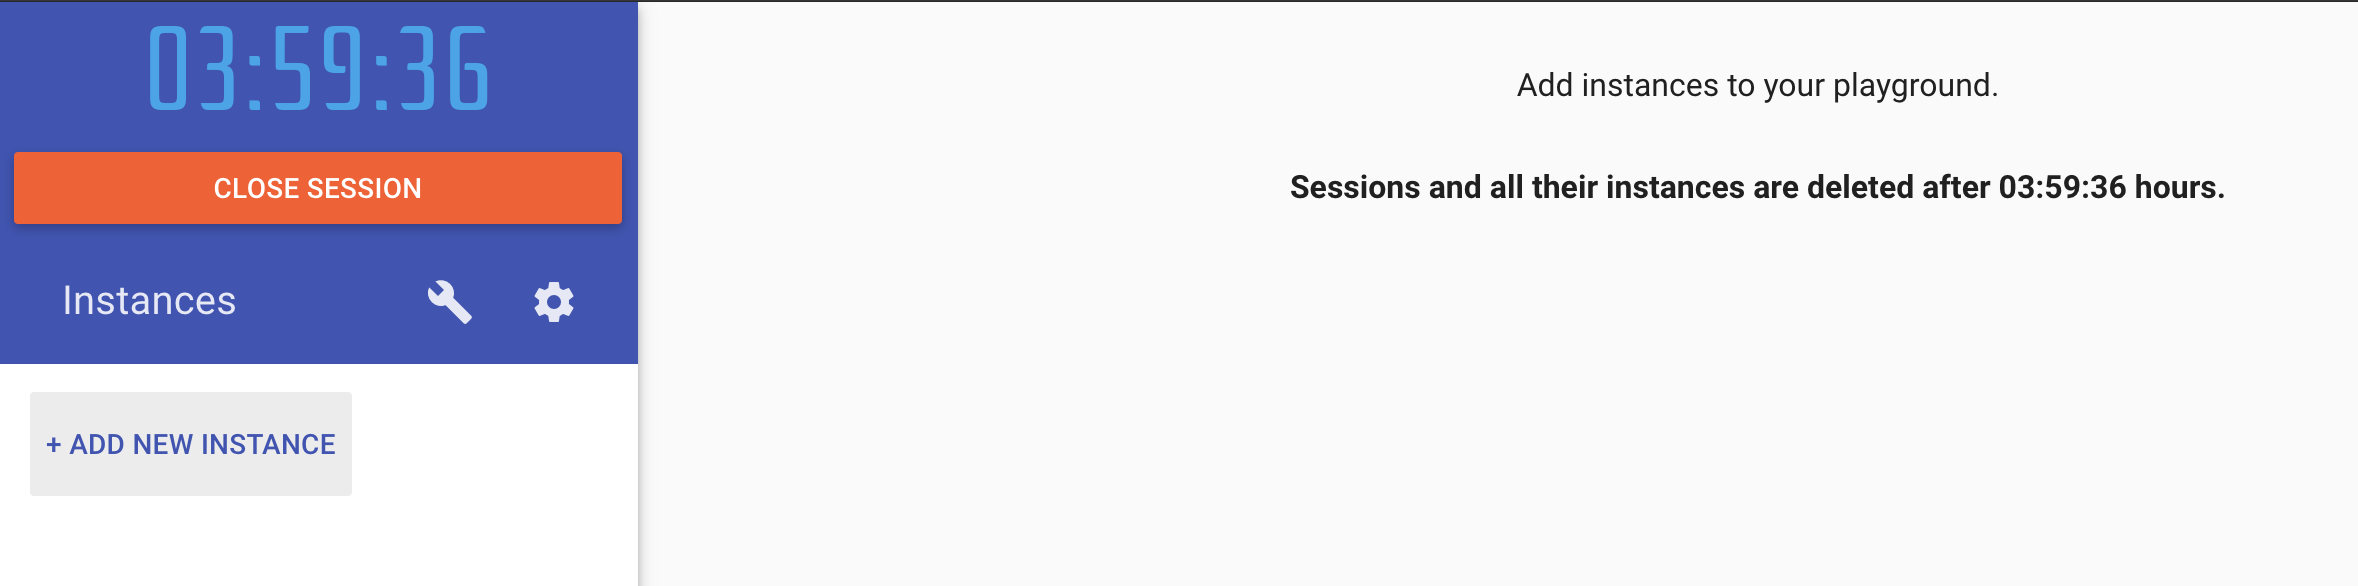 03:59:36
CLOSE SESSION
Instances
+ ADD NEW INSTANCE
Add instances to your playground.
Sessions and all their instances are deleted after 03:59:36 hours.